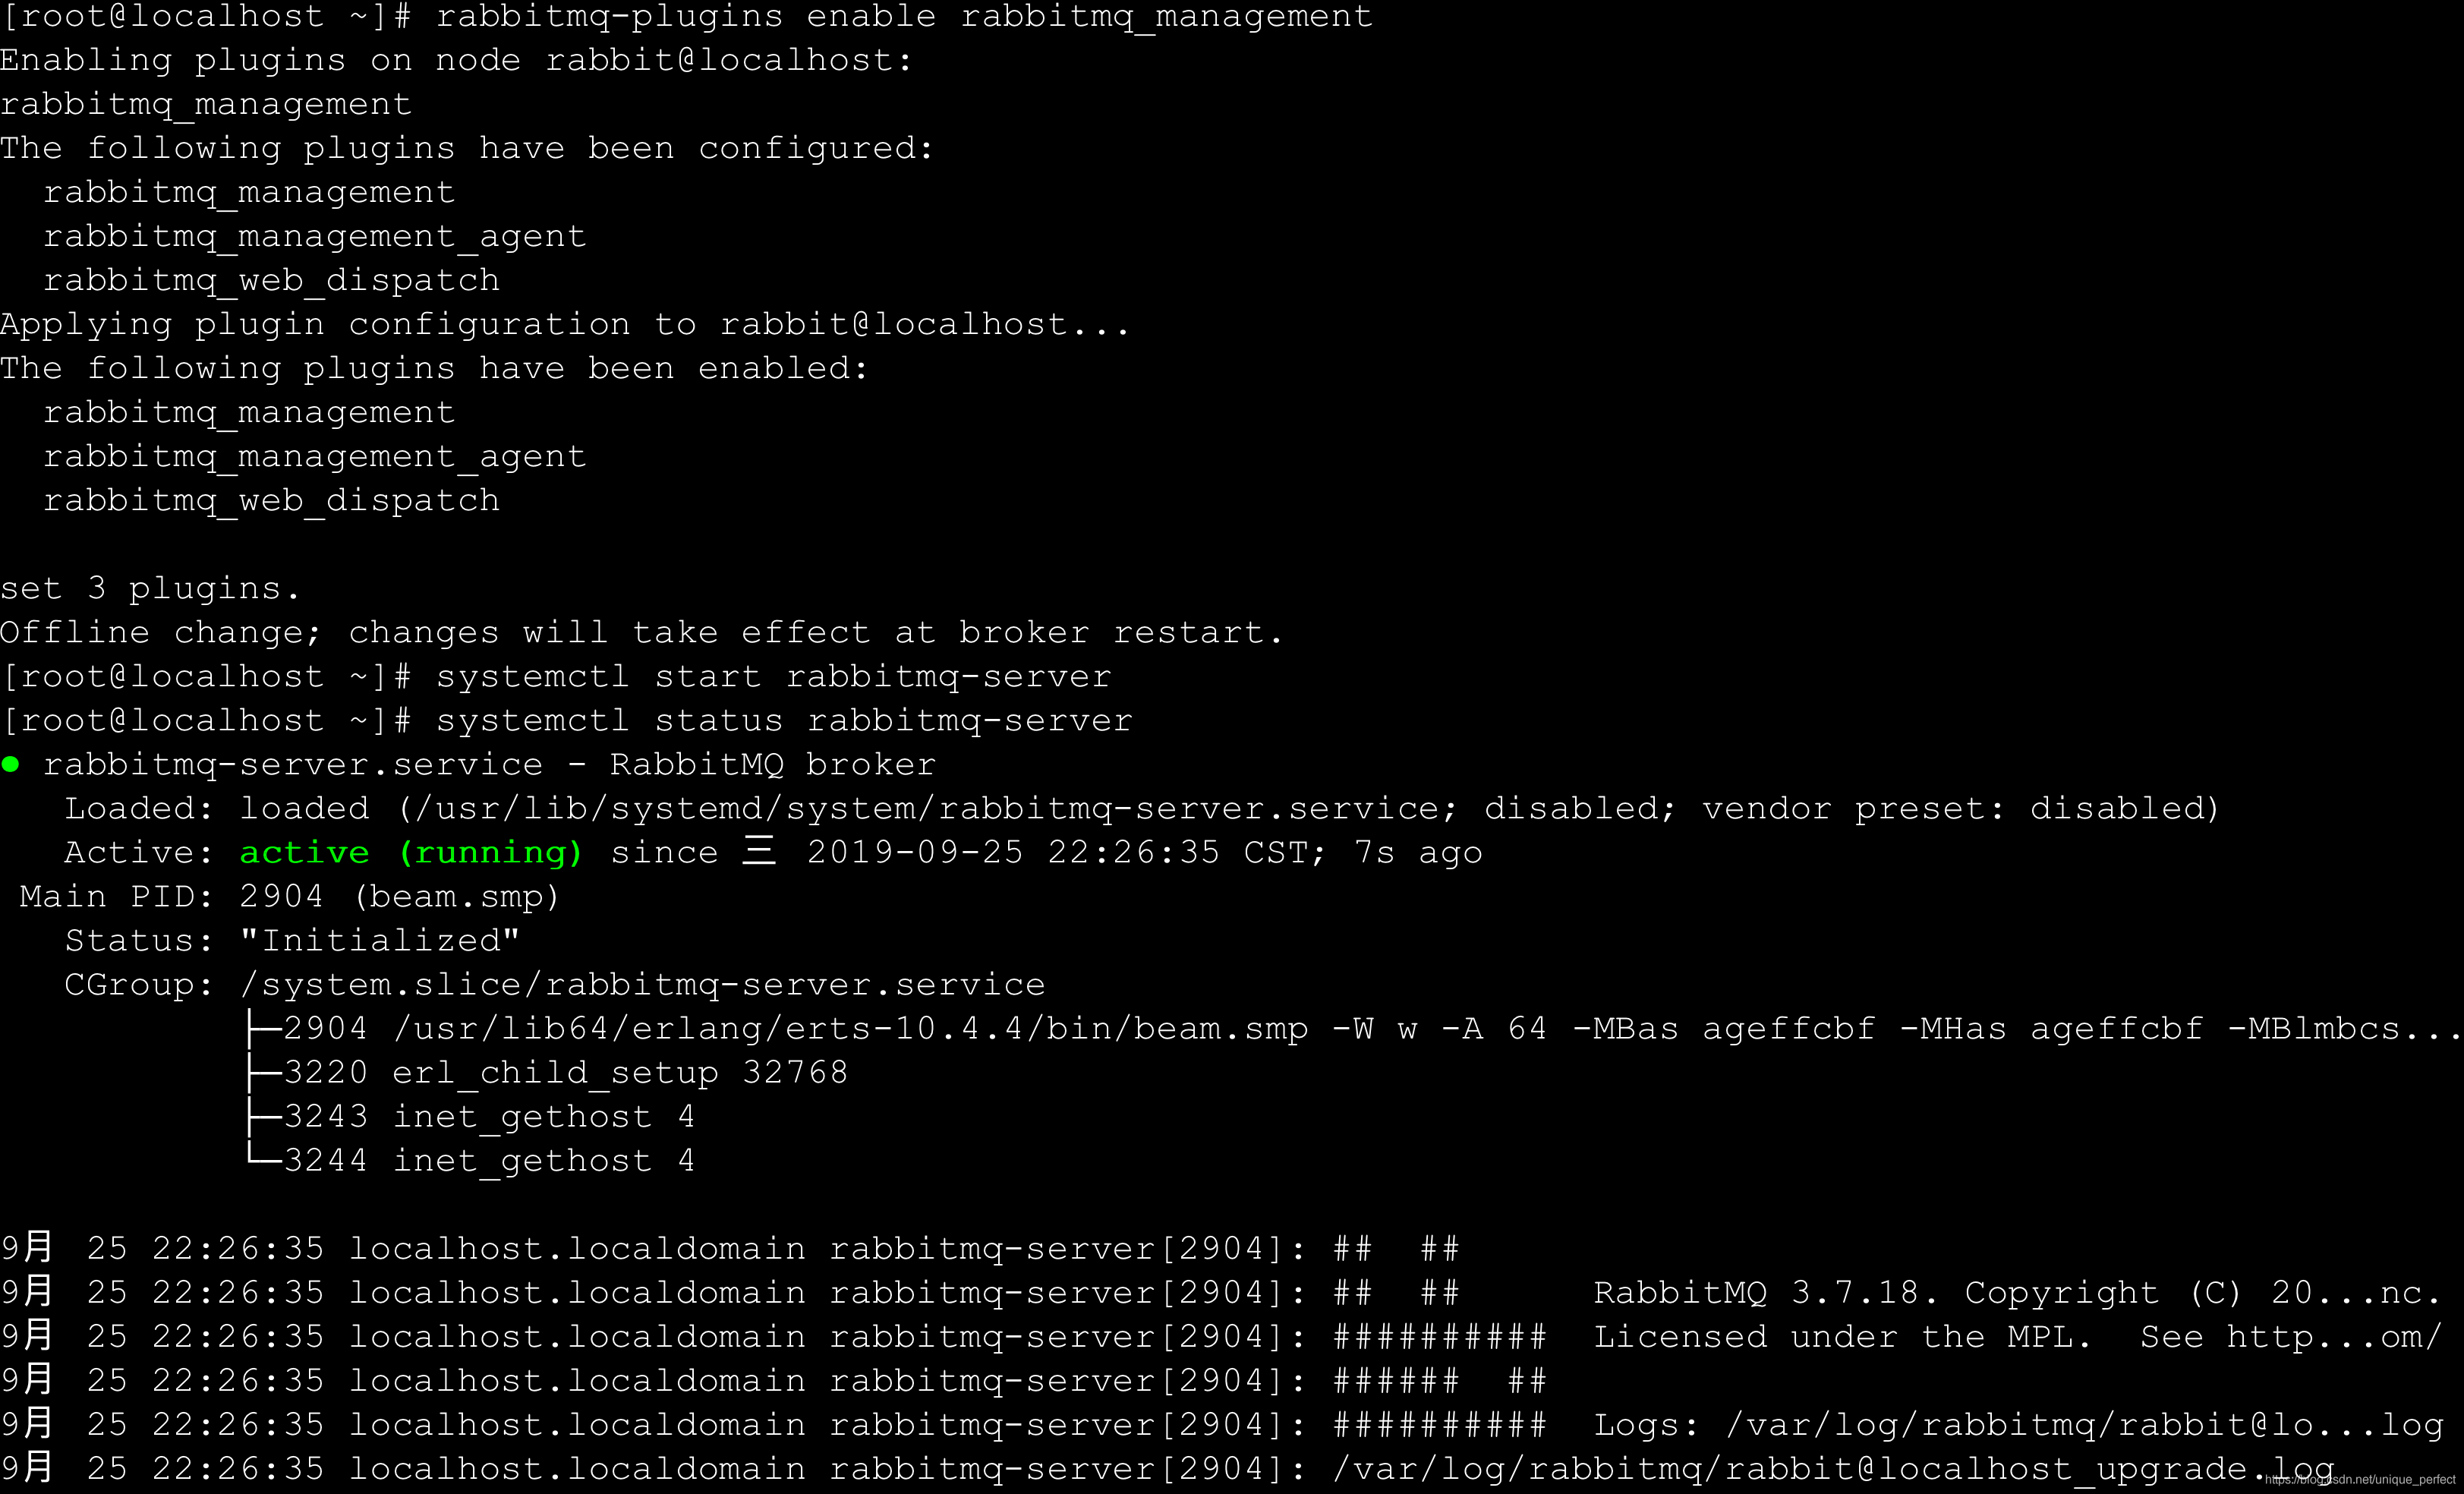 [root@localhost ~]# rabbitmq-plugins enable rabbitmq_management
Enabling plugins on node rabbit@localhost:
rabbitmq_management
The following plugins have been configured:
  rabbitmq_management
  rabbitmq_management_agent
  rabbitmq_web_dispatch
Applying plugin configuration to rabbit@localhost...
The following plugins have been enabled:
  rabbitmq_management
  rabbitmq_management_agent
  rabbitmq_web_dispatch

set 3 plugins.
Offline change; changes will take effect at broker restart.
[root@localhost ~]# systemctl start rabbitmq-server
[root@localhost ~]# systemctl status rabbitmq-server
● rabbitmq-server.service - RabbitMQ broker
   Loaded: loaded (/usr/lib/systemd/system/rabbitmq-server.service; disabled; vendor preset: disabled)
   Active: active (running) since 三 2019-09-25 22:26:35 CST; 7s ago
 Main PID: 2904 (beam.smp)
   Status: "Initialized"
   CGroup: /system.slice/rabbitmq-server.service
           ├─2904 /usr/lib64/erlang/erts-10.4.4/bin/beam.smp -W w -A 64 -MBas ageffcbf -MHas ageffcbf -MBlmbcs...
           ├─3220 erl_child_setup 32768
           ├─3243 inet_gethost 4
           └─3244 inet_gethost 4

9月  25 22:26:35 localhost.localdomain rabbitmq-server[2904]: ##  ##
9月  25 22:26:35 localhost.localdomain rabbitmq-server[2904]: ##  ##      RabbitMQ 3.7.18. Copyright (C) 20...nc.
9月  25 22:26:35 localhost.localdomain rabbitmq-server[2904]: ##########  Licensed under the MPL.  See http...om/
9月  25 22:26:35 localhost.localdomain rabbitmq-server[2904]: ######  ##
9月  25 22:26:35 localhost.localdomain rabbitmq-server[2904]: ##########  Logs: /var/log/rabbitmq/rabbit@lo...log
9月  25 22:26:35 localhost.localdomain rabbitmq-server[2904]: /var/log/rabbitmq/rabbit@localhost_upgrade.log
https://blog.csdn.net/unique_perfect